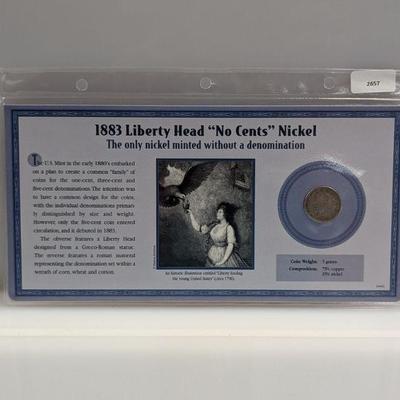 2657
1883 Liberty Head “No Cents” Nickel
The only nickel minted without a denomination
The U.S. Mint in the early 1880's embarked
on a plan to create a common "family" of
coins for the one-cent, three-cent and
five-cent denominations. The intention was
to have a common design for the coins,
with the individual denominations primarily
distinguished by size and weight.
However, only the five-cent coin entered
circulation, and it debuted in 1883.
The obverse features a Liberty Head
designed from a Greco-Roman statue.
The reverse features a roman numeral
representing the denomination set within a
wreath of corn, wheat and cotton.
An historic illustration entitled "Liberty feeding
the young United States" (circa 1790).
Coin Weight: 5 grams
Composition: 75% copper
25% nickel